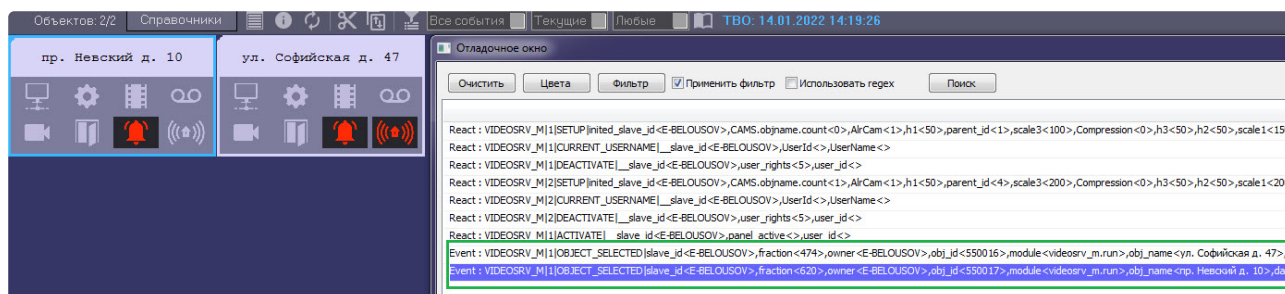 Объектов: 2/2 Справочники Все события Текущие Любые ТВО: 14.01.2022 14:19:26
пр. Невский д. 10 ул. Софийская д. 47
Отладочное окно
Очистить Цвета Фильтр Применить фильтр Использовать regex Поиск
React : VIDEOSRV_M|1|SETUP|inited_slave_id<E-BELOUSOV>,CAMS.objname.count<0>,AlrCam<1>,h1<50>,parent_id<1>,scale3<100>,Compression<0>,h3<50>,h2<50>,scale1<15
React : VIDEOSRV_M|1|CURRENT_USERNAME|__slave_id<E-BELOUSOV>,UserId<>,UserName<>
React : VIDEOSRV_M|1|DEACTIVATE|__slave_id<E-BELOUSOV>,user_rights<5>,user_id<>
React : VIDEOSRV_M|2|SETUP|inited_slave_id<E-BELOUSOV>,CAMS.objname.count<1>,AlrCam<1>,h1<50>,parent_id<4>,scale3<200>,Compression<0>,h3<50>,h2<50>,scale1<20
React : VIDEOSRV_M|2|CURRENT_USERNAME|__slave_id<E-BELOUSOV>,UserId<>,UserName<>
React : VIDEOSRV_M|2|DEACTIVATE|__slave_id<E-BELOUSOV>,user_rights<5>,user_id<>
React : VIDEOSRV_M|1|ACTIVATE|__slave_id<E-BELOUSOV>,panel_active<>,user_id<>
Event : VIDEOSRV_M|1|OBJECT_SELECTED|slave_id<E-BELOUSOV>,fraction<474>,owner<E-BELOUSOV>,obj_id<550016>,module<videosrv_m.run>,obj_name<ул. Софийская д. 47>,
Event : VIDEOSRV_M|1|OBJECT_SELECTED|slave_id<E-BELOUSOV>,fraction<620>,owner<E-BELOUSOV>,obj_id<550017>,module<videosrv_m.run>,obj_name<пр. Невский д. 10>,da